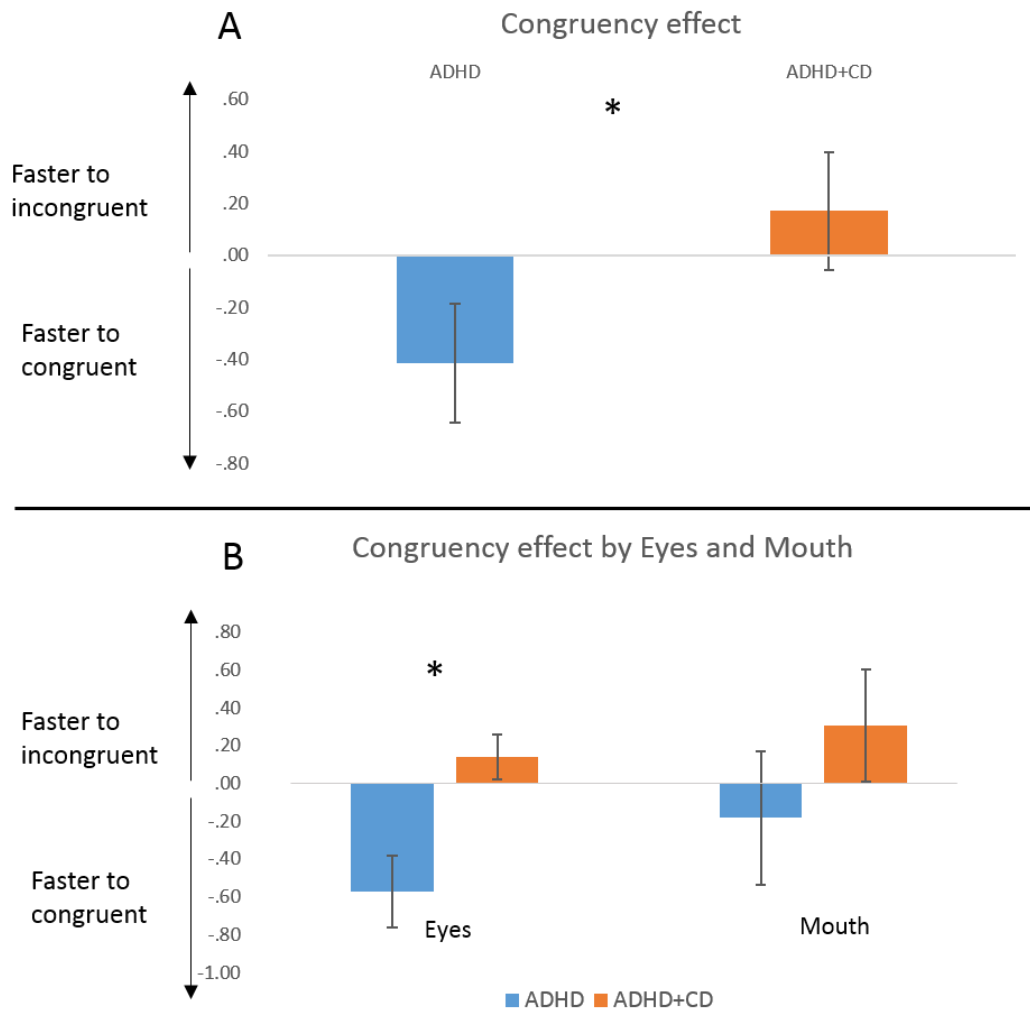 A
Congruency effect
ADHD
ADHD+CD
*
.60
.40
.20
.00
-.20
-.40
-.60
-.80
Faster to
incongruent
Faster to
congruent
B
Congruency effect by Eyes and Mouth
*
.80
.60
.40
.20
.00
-.20
-.40
-.60
-.80
-1.00
Faster to
incongruent
Faster to
congruent
Eyes
Mouth
ADHD
ADHD+CD